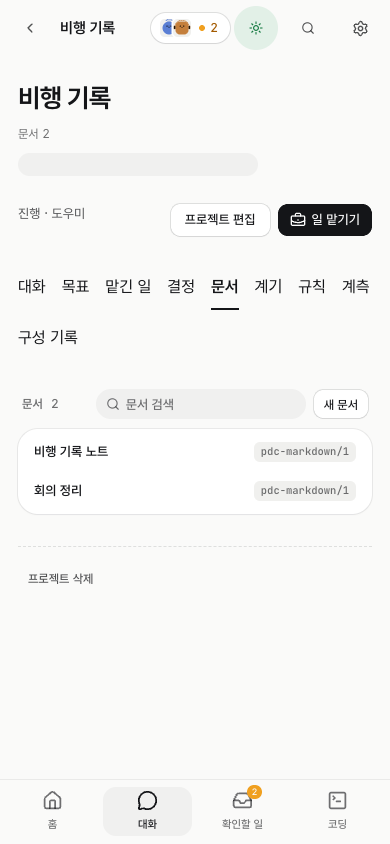 비행 기록
2
비행 기록
문서 2
진행 · 도우미
프로젝트 편집
일 맡기기
대화 목표 맡긴 일 결정 문서 계기 규칙 계측
구성 기록
문서 2
문서 검색
새 문서
비행 기록 노트
pdc-markdown/1
회의 정리
pdc-markdown/1
프로젝트 삭제
2
홈 대화 확인할 일 코딩